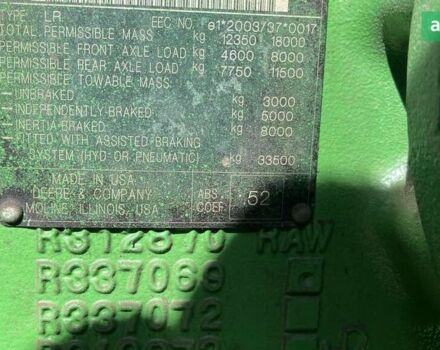 TYPE LR
EEC NO. e1*2003/37*0017
TOTAL PERMISSIBLE MASS kg 12350 - 18000
PERMISSIBLE FRONT AXLE LOAD kg 4600 - 8000
PERMISSIBLE REAR AXLE LOAD kg 7750 - 11500
PERMISSIBLE TOWABLE MASS:
-UNBRAKED kg 3000
-INDEPENDENTLY-BRAKED kg 5000
-INERTIA-BRAKED kg 8000
-FITTED WITH ASSISTED BRAKING
SYSTEM (HYD OR PNEUMATIC) kg 33500
MADE IN USA
DEERE & COMPANY
MOLINE, ILLINOIS, USA
ABS. COEF .52
R312870 RAW
R337069
R337072